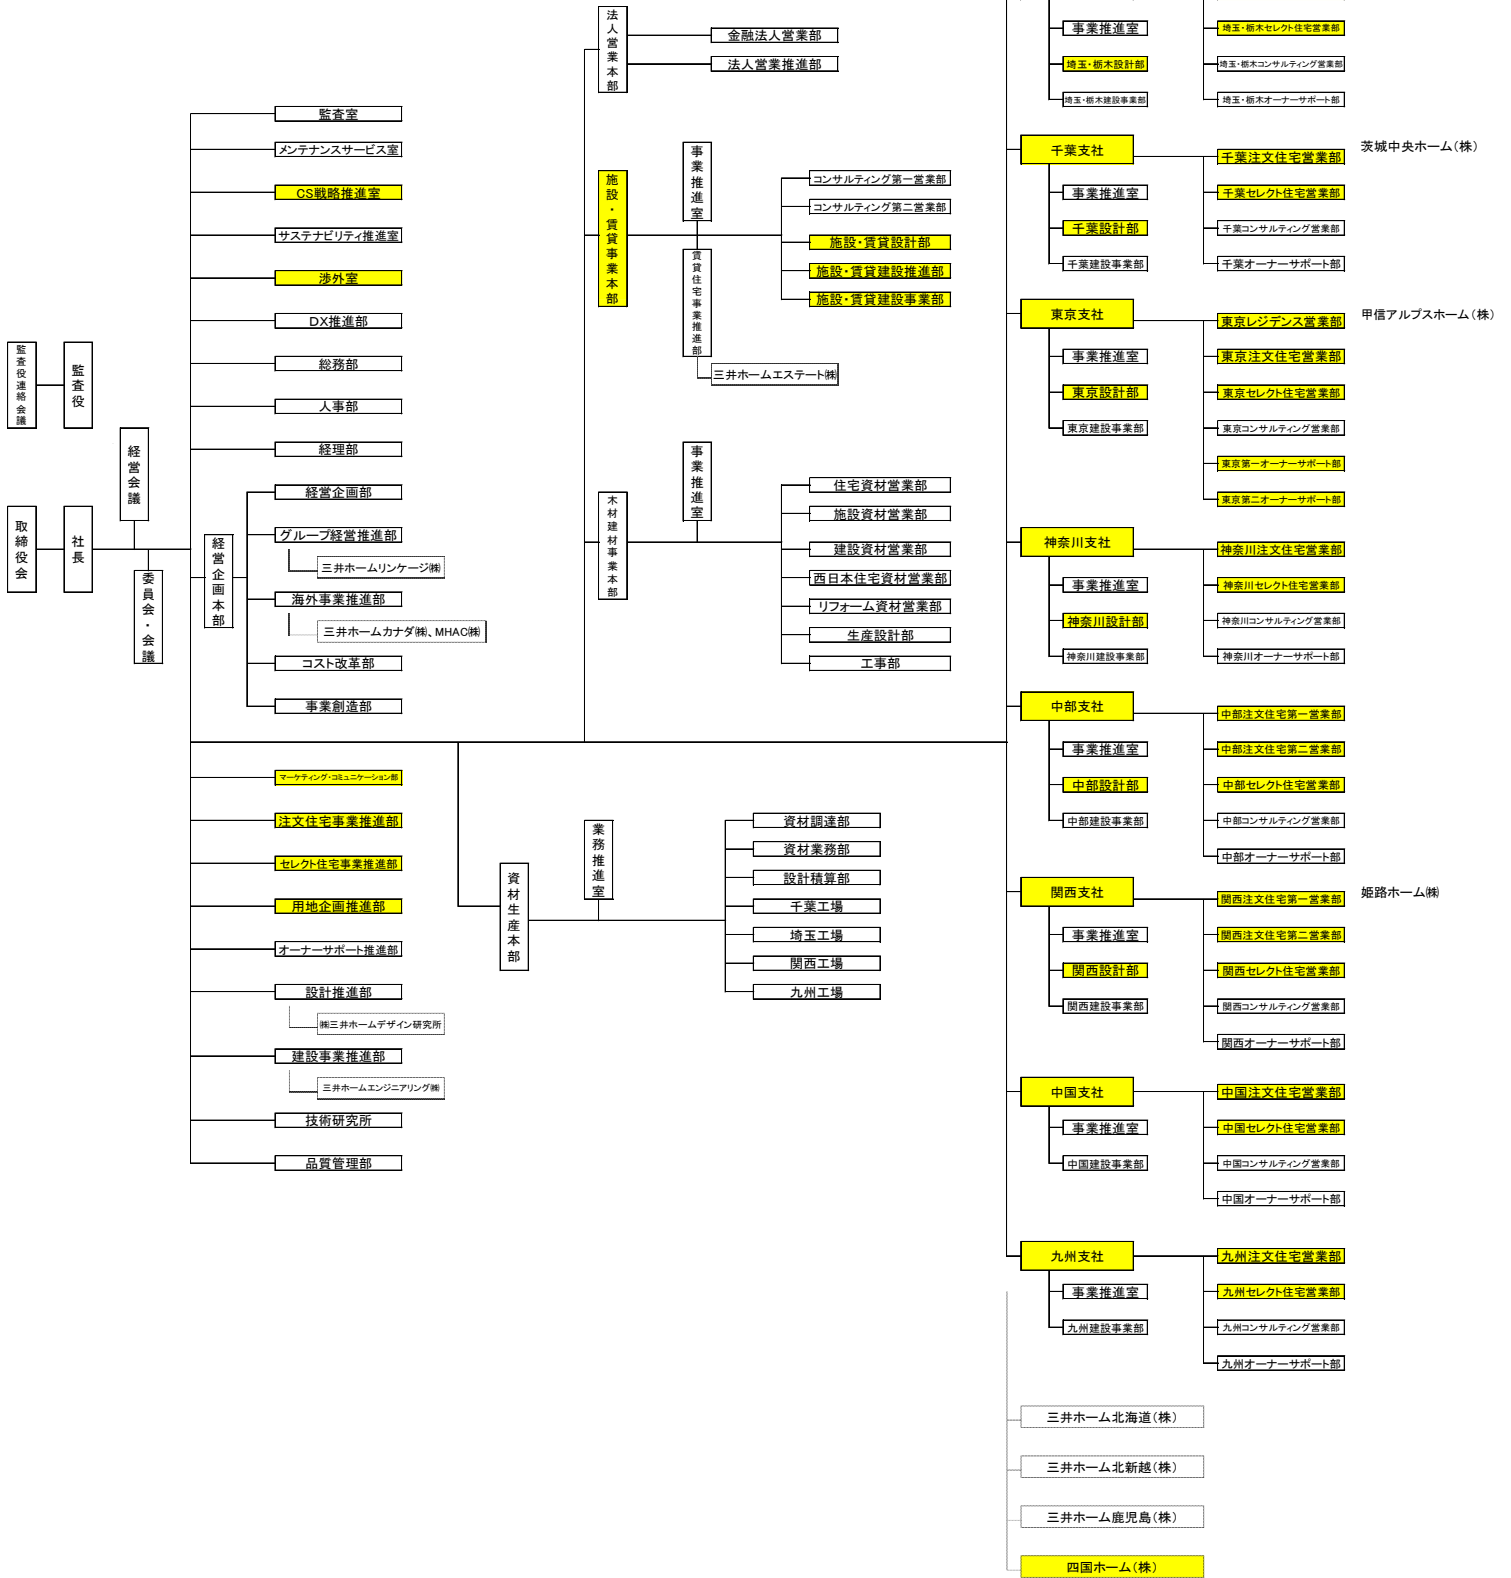 監査役連絡会議
監査役
取締役会
社長
経営会議
委員会・会議
監査室
メンテナンスサービス室
CS戦略推進室
サステナビリティ推進室
渉外室
DX推進部
総務部
人事部
経理部
経営企画本部
経営企画部
グループ経営推進部
三井ホームリンケージ㈱
海外事業推進部
三井ホームカナダ㈱、MHAC㈱
コスト改革部
事業創造部
マーケティング・コミュニケーション部
注文住宅事業推進部
セレクト住宅事業推進部
用地企画推進部
オーナーサポート推進部
設計推進部
㈱三井ホームデザイン研究所
建設事業推進部
三井ホームエンジニアリング㈱
技術研究所
品質管理部
法人営業本部
金融法人営業部
法人営業推進部
施設・賃貸事業本部
事業推進室
賃貸住宅事業推進部
三井ホームエステート㈱
コンサルティング第一営業部
コンサルティング第二営業部
施設・賃貸設計部
施設・賃貸建設推進部
施設・賃貸建設事業部
木材建材事業本部
事業推進室
住宅資材営業部
施設資材営業部
建設資材営業部
西日本住宅資材営業部
リフォーム資材営業部
生産設計部
工事部
資材生産本部
業務推進室
資材調達部
資材業務部
設計積算部
千葉工場
埼玉工場
関西工場
九州工場
事業推進室
埼玉・栃木設計部
埼玉・栃木建設事業部
埼玉・栃木セレクト住宅営業部
埼玉・栃木コンサルティング営業部
埼玉・栃木オーナーサポート部
千葉支社
事業推進室
千葉設計部
千葉建設事業部
千葉注文住宅営業部
千葉セレクト住宅営業部
千葉コンサルティング営業部
千葉オーナーサポート部
茨城中央ホーム（株）
東京支社
事業推進室
東京設計部
東京建設事業部
東京レジデンス営業部
東京注文住宅営業部
東京セレクト住宅営業部
東京コンサルティング営業部
東京第一オーナーサポート部
東京第二オーナーサポート部
甲信アルプスホーム（株）
神奈川支社
事業推進室
神奈川設計部
神奈川建設事業部
神奈川注文住宅営業部
神奈川セレクト住宅営業部
神奈川コンサルティング営業部
神奈川オーナーサポート部
中部支社
事業推進室
中部設計部
中部建設事業部
中部注文住宅第一営業部
中部注文住宅第二営業部
中部セレクト住宅営業部
中部コンサルティング営業部
中部オーナーサポート部
関西支社
事業推進室
関西設計部
関西建設事業部
関西注文住宅第一営業部
関西注文住宅第二営業部
関西セレクト住宅営業部
関西コンサルティング営業部
関西オーナーサポート部
姫路ホーム㈱
中国支社
事業推進室
中国建設事業部
中国注文住宅営業部
中国セレクト住宅営業部
中国コンサルティング営業部
中国オーナーサポート部
九州支社
事業推進室
九州建設事業部
九州注文住宅営業部
九州セレクト住宅営業部
九州コンサルティング営業部
九州オーナーサポート部
三井ホーム北海道（株）
三井ホーム北新越（株）
三井ホーム鹿児島（株）
四国ホーム（株）